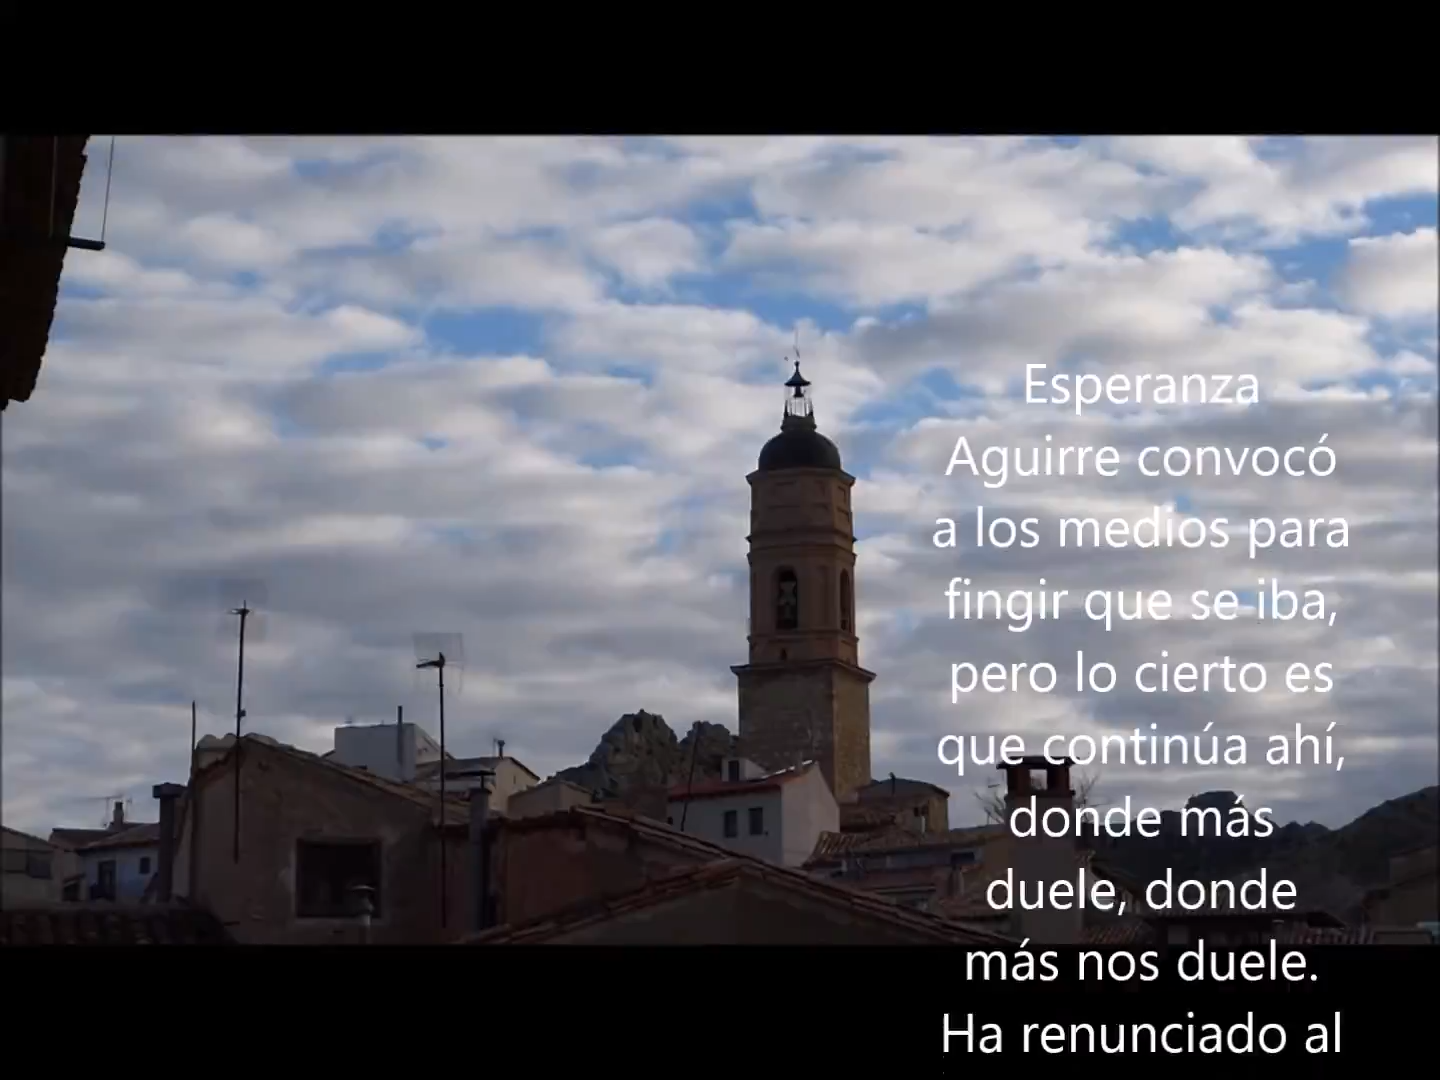 Esperanza
Aguirre convocó
a los medios para
fingir que se iba,
pero lo cierto es
que continúa ahí,
donde más
duele, donde
más nos duele.
Ha renunciado al